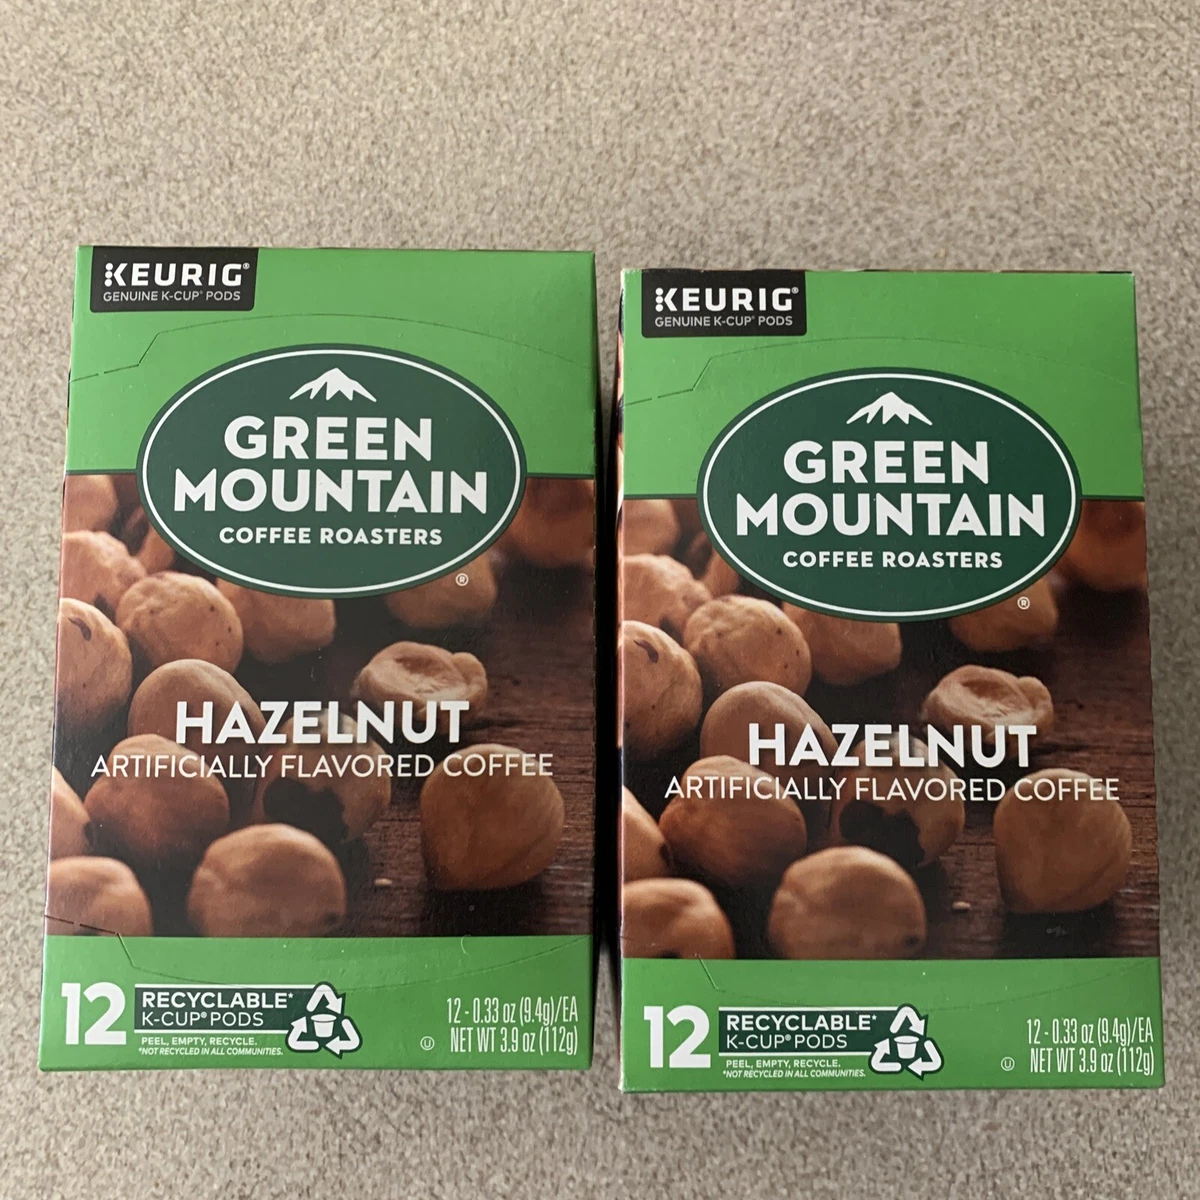 KEURIG®
GENUINE K-CUP® PODS
GREEN
MOUNTAIN
COFFEE ROASTERS
®
HAZELNUT
ARTIFICIALLY FLAVORED COFFEE
12
RECYCLABLE*
K-CUP® PODS
PEEL, EMPTY, RECYCLE.
*NOT RECYCLED IN ALL COMMUNITIES.
U
12 - 0.33 oz (9.4g)/EA
NET WT 3.9 oz (112g)
KEURIG®
GENUINE K-CUP® PODS
GREEN
MOUNTAIN
COFFEE ROASTERS
®
HAZELNUT
ARTIFICIALLY FLAVORED COFFEE
12
RECYCLABLE*
K-CUP® PODS
PEEL, EMPTY, RECYCLE.
*NOT RECYCLED IN ALL COMMUNITIES.
U
12 - 0.33 oz (9.4g)/EA
NET WT 3.9 oz (112g)